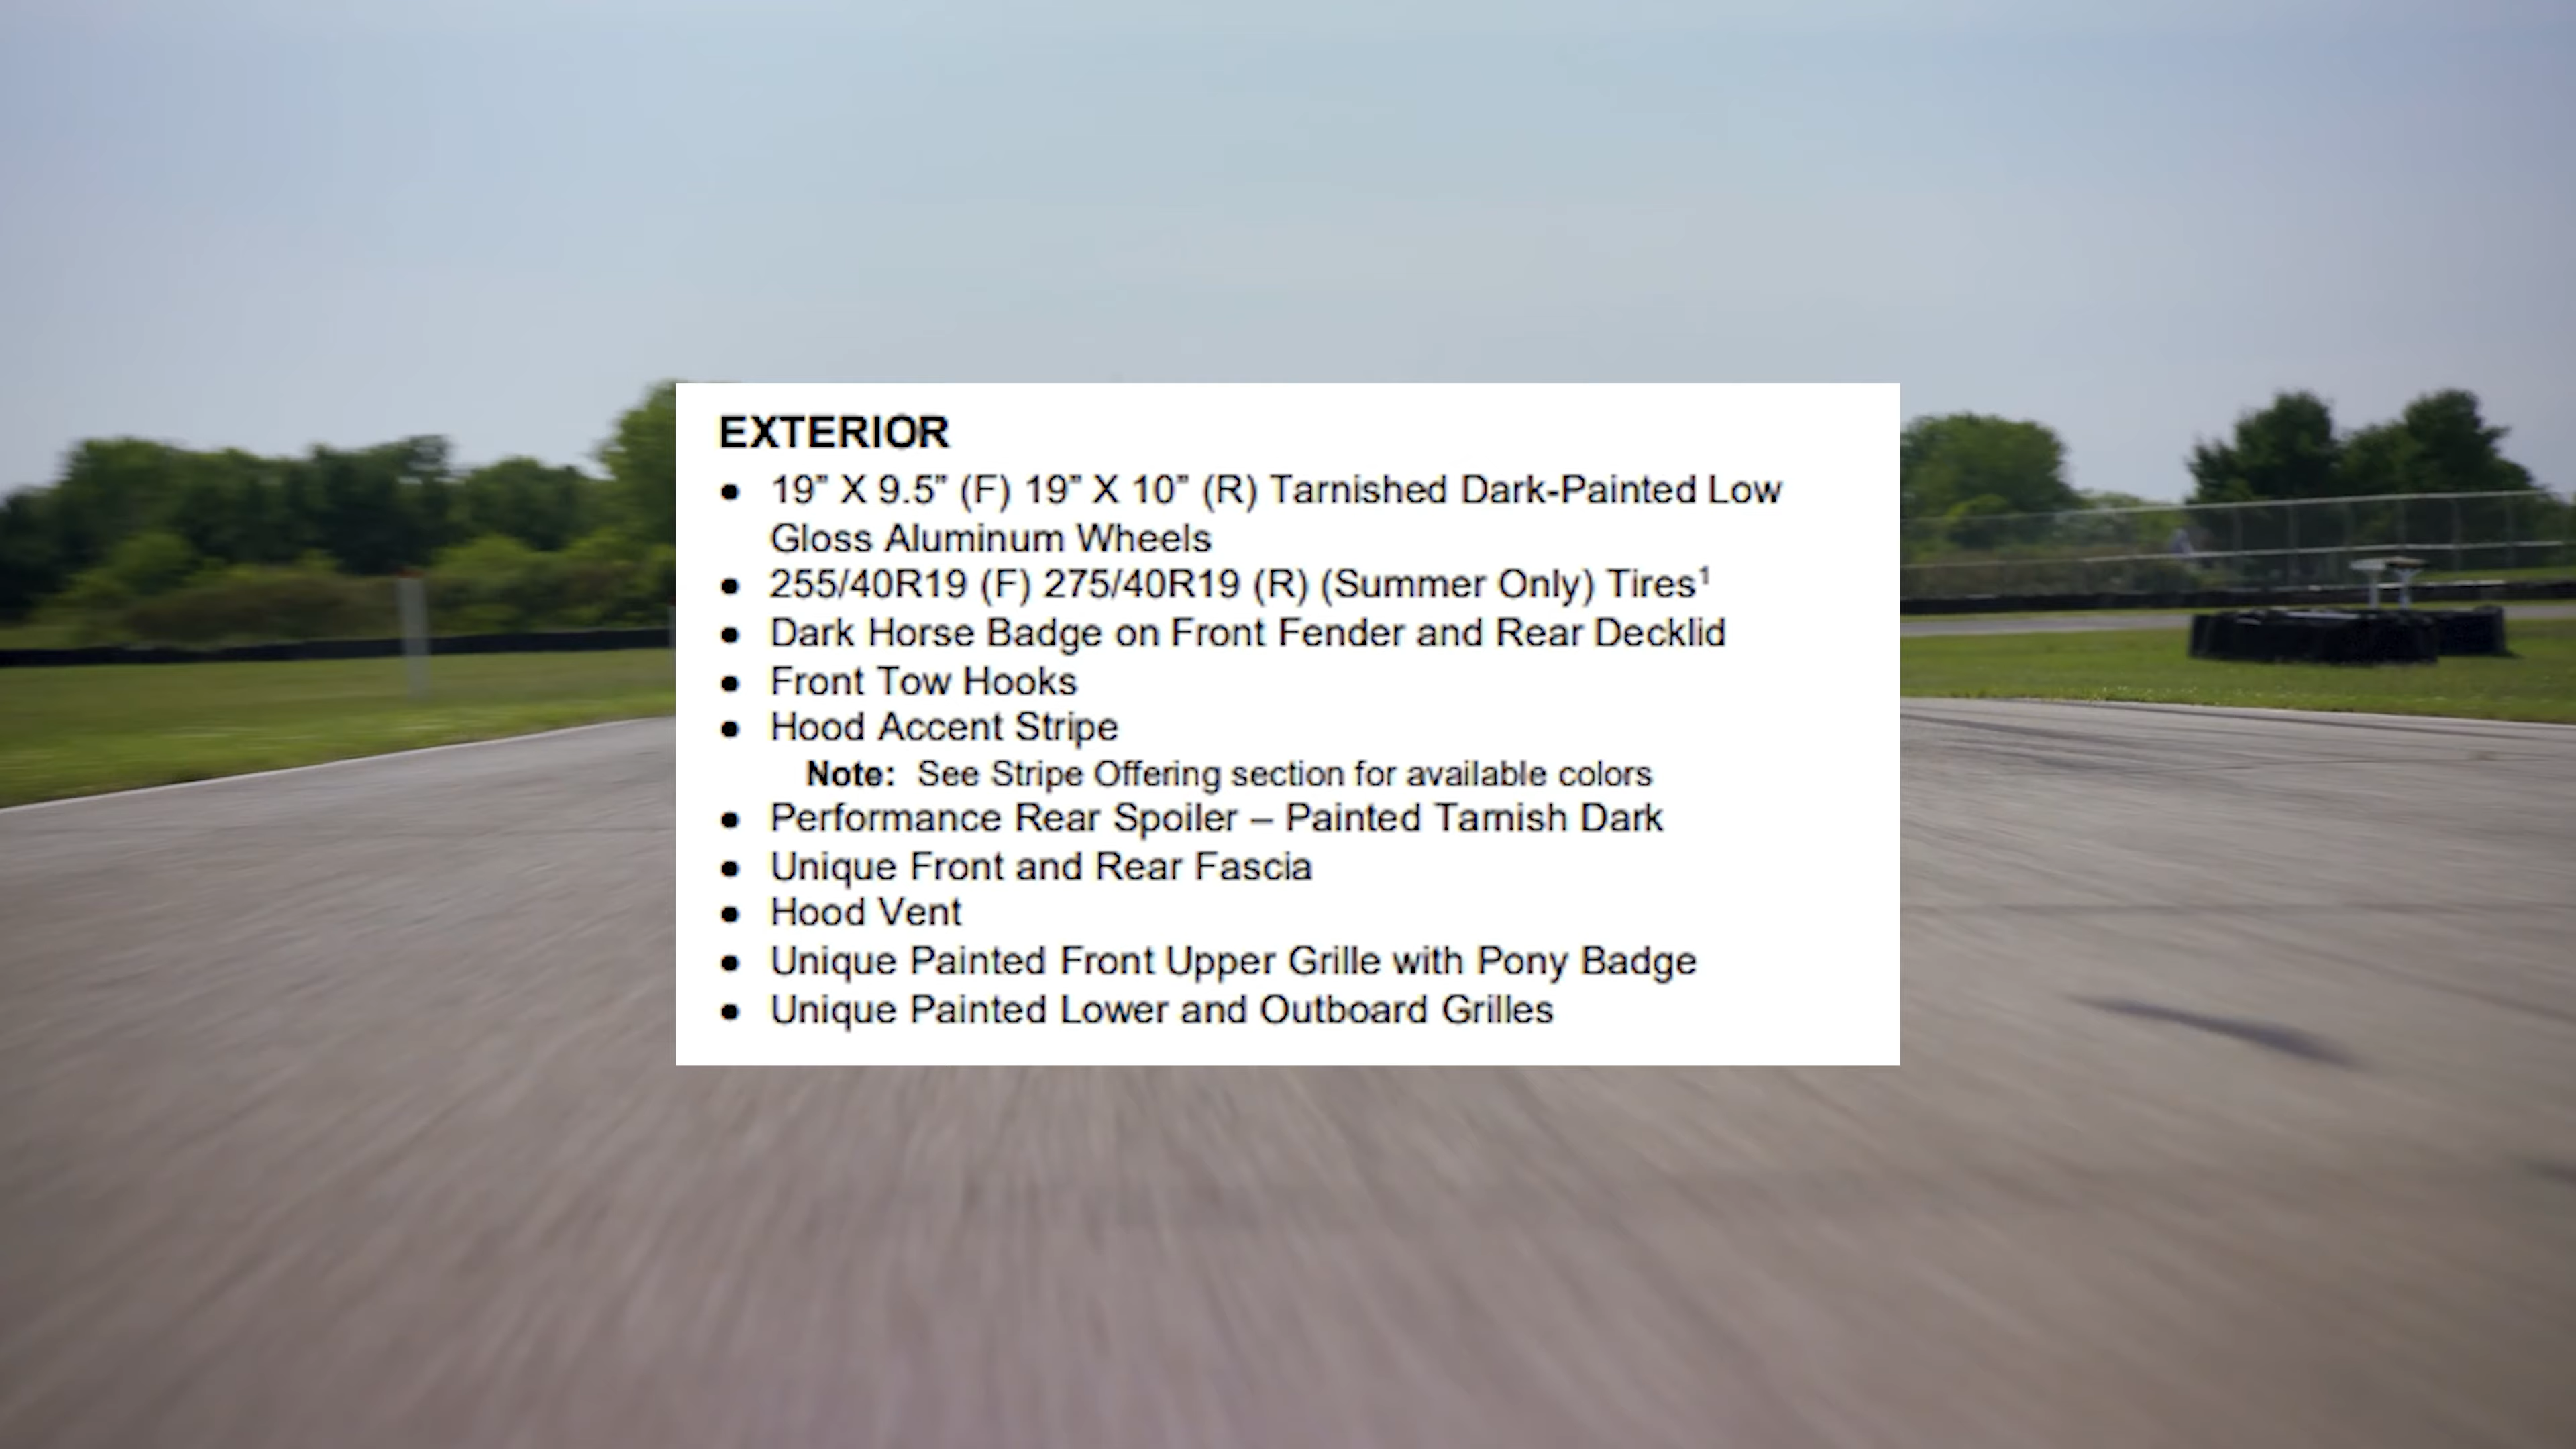 EXTERIOR
● 19” X 9.5” (F) 19” X 10” (R) Tarnished Dark-Painted Low
Gloss Aluminum Wheels
● 255/40R19 (F) 275/40R19 (R) (Summer Only) Tires¹
● Dark Horse Badge on Front Fender and Rear Decklid
● Front Tow Hooks
● Hood Accent Stripe
Note: See Stripe Offering section for available colors
● Performance Rear Spoiler – Painted Tarnish Dark
● Unique Front and Rear Fascia
● Hood Vent
● Unique Painted Front Upper Grille with Pony Badge
● Unique Painted Lower and Outboard Grilles